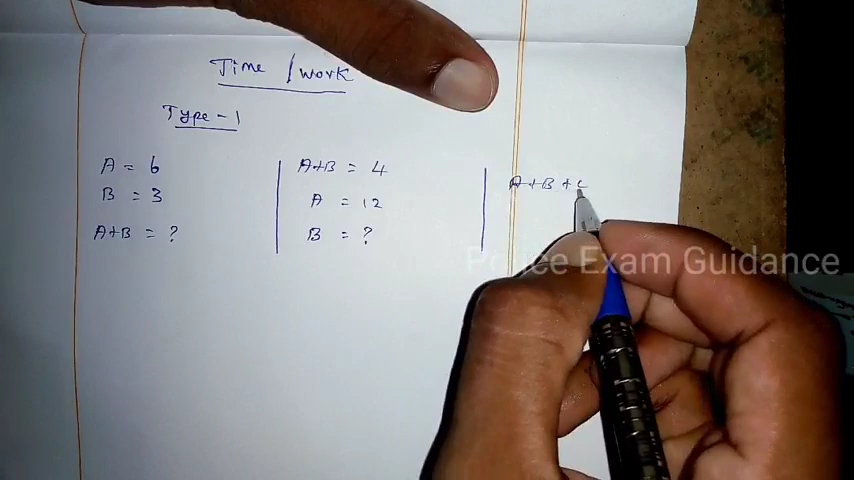 Time / work
Type - 1
A = 6
B = 3
A+B = ?
A+B = 4
A = 12
B = ?
A+B+C
Police Exam Guidance